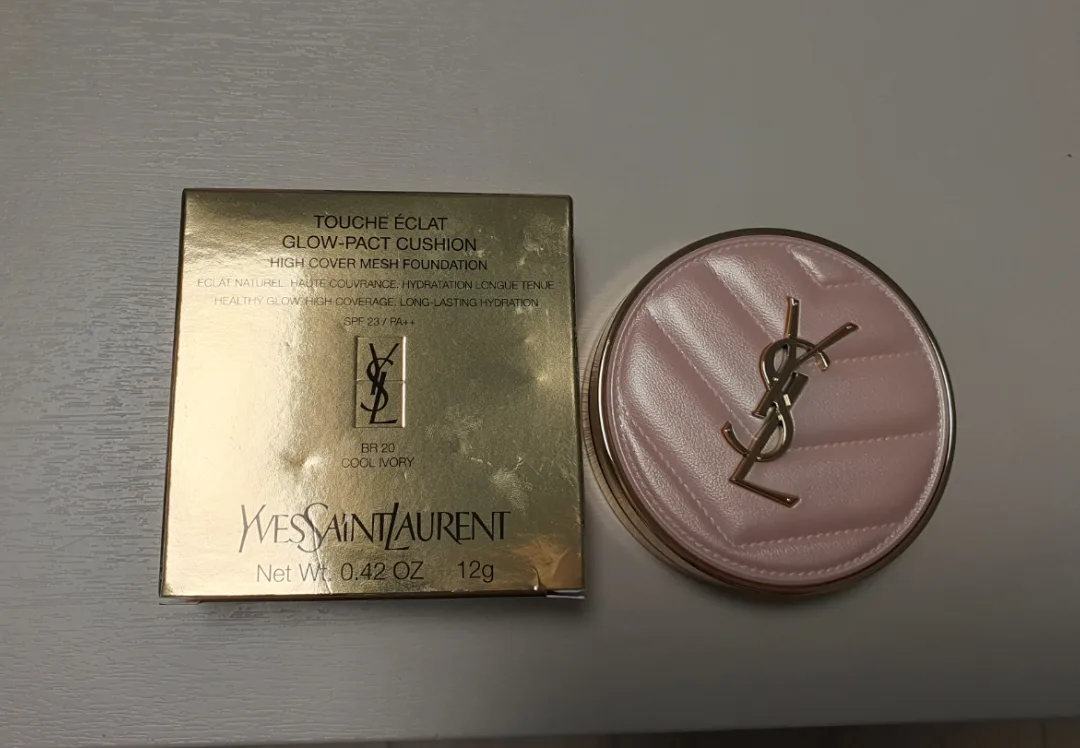 TOUCHE ÉCLAT
GLOW-PACT CUSHION
HIGH COVER MESH FOUNDATION
ECLAT NATUREL. HAUTE COUVRANCE. HYDRATATION LONGUE TENUE
HEALTHY GLOW. HIGH COVERAGE. LONG-LASTING HYDRATION
SPF 23 / PA++
YSL
BR 20
COOL IVORY
YVESSAINTLAURENT
Net Wt. 0.42 OZ 12g
YSL